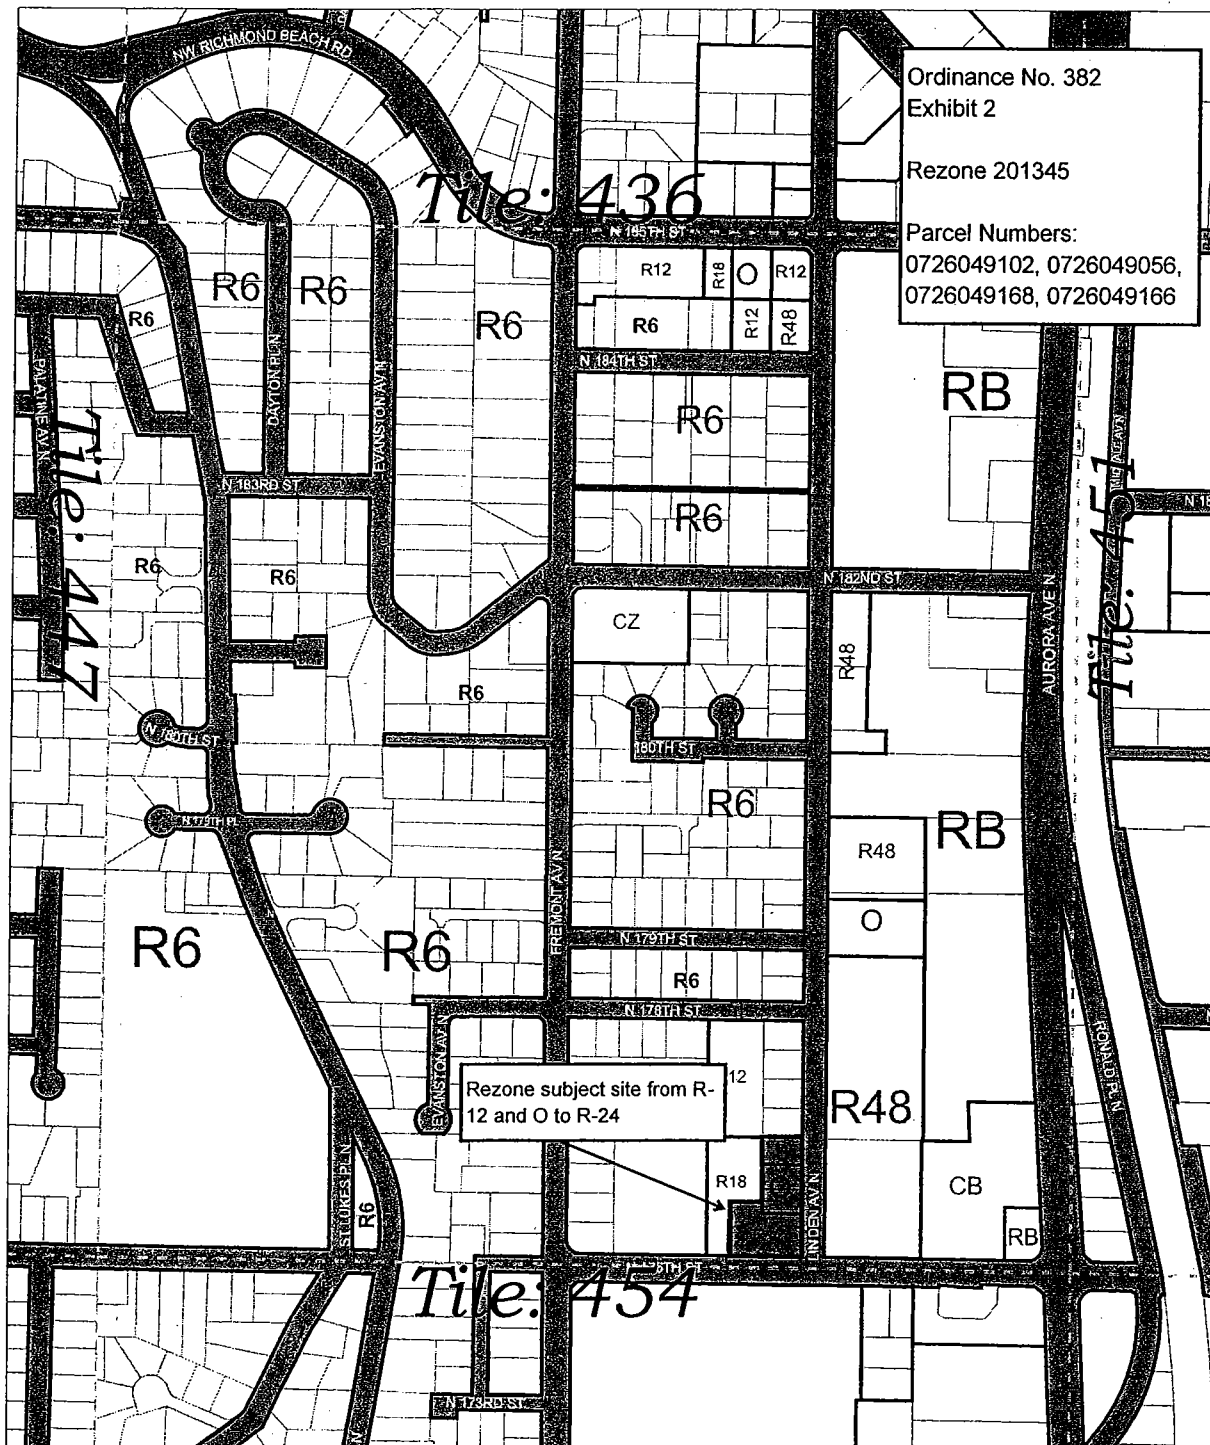 NW RICHMOND BEACH RD
Ordinance No. 382
Exhibit 2
Rezone 201345
Parcel Numbers:
0726049102, 0726049056,
0726049168, 0726049166
Tile: 436
N 185TH ST
R12
R18
O
R12
R6
R6
R6
R6
R6
R12
R48
N 184TH ST
PALATINE AV N
DAYTON PL N
EVANSTON AV N
RB
R6
Tile: 447
Tile: 451
N 183RD ST
R6
N 18
R6
R6
N 182ND ST
CZ
R48
AURORA AVE N
R6
N 180TH ST
180TH ST
R6
N 179TH PL
RB
R48
FREMONT AV N
O
R6
R6
N 179TH ST
R6
N 178TH ST
EVANSTON AV N
RONALD PL N
Rezone subject site from R-
12 and O to R-24
12
R48
ST LUKES PL N
R6
R18
LINDEN AV N
CB
RB
Tile: 454
N 173RD ST
N